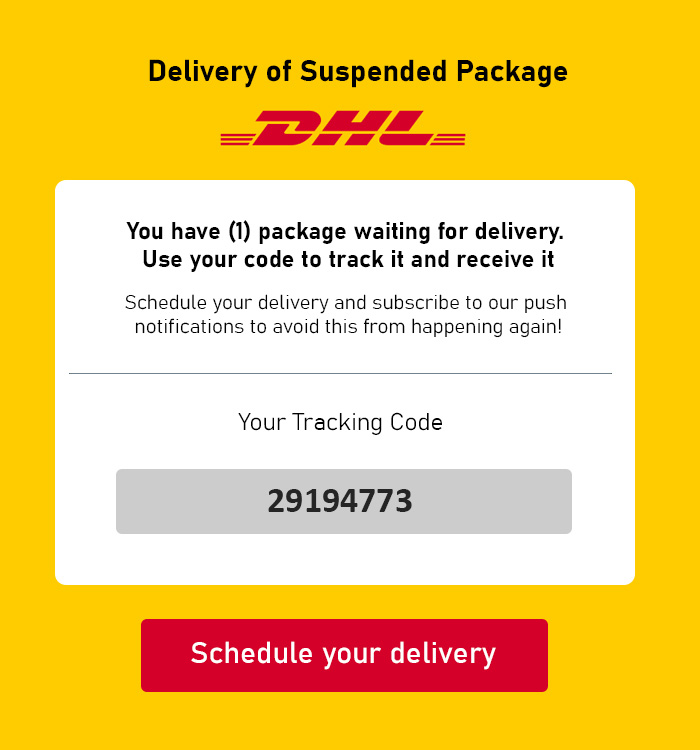 Delivery of Suspended Package
DHL
You have (1) package waiting for delivery.
Use your code to track it and receive it
Schedule your delivery and subscribe to our push
notifications to avoid this from happening again!
Your Tracking Code
29194773
Schedule your delivery